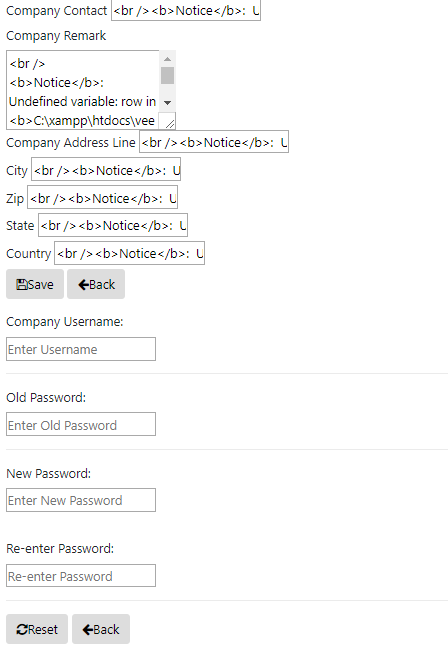 Company Contact <br /><b>Notice</b>: U
Company Remark
<br />
<b>Notice</b>:
Undefined variable: row in
<b>C:\xampp\htdocs\vee
Company Address Line <br /><b>Notice</b>: U
City <br /><b>Notice</b>: U
Zip <br /><b>Notice</b>: U
State <br /><b>Notice</b>: U
Country <br /><b>Notice</b>: U
Save Back
Company Username:
Enter Username
Old Password:
Enter Old Password
New Password:
Enter New Password
Re-enter Password:
Re-enter Password
Reset Back